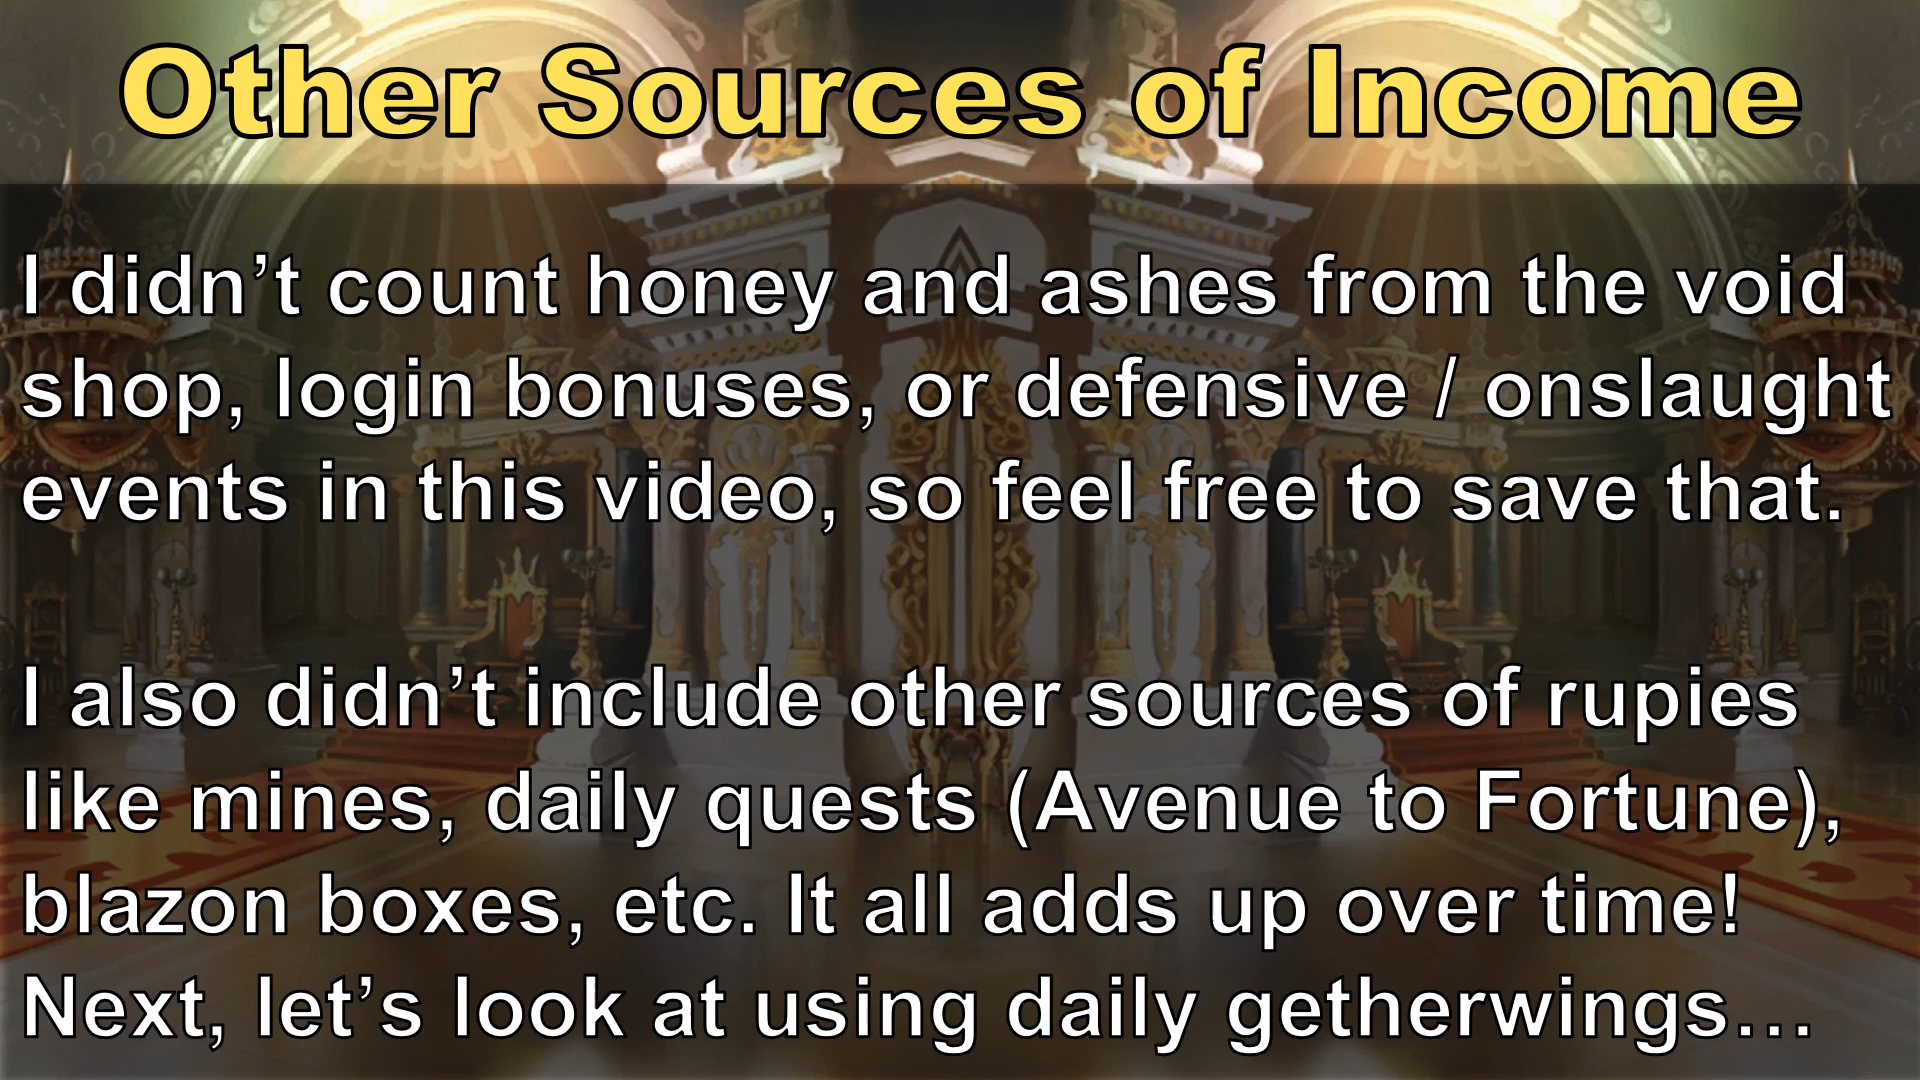 Other Sources of Income
I didn’t count honey and ashes from the void
shop, login bonuses, or defensive / onslaught
events in this video, so feel free to save that.
I also didn’t include other sources of rupies
like mines, daily quests (Avenue to Fortune),
blazon boxes, etc. It all adds up over time!
Next, let’s look at using daily getherwings…